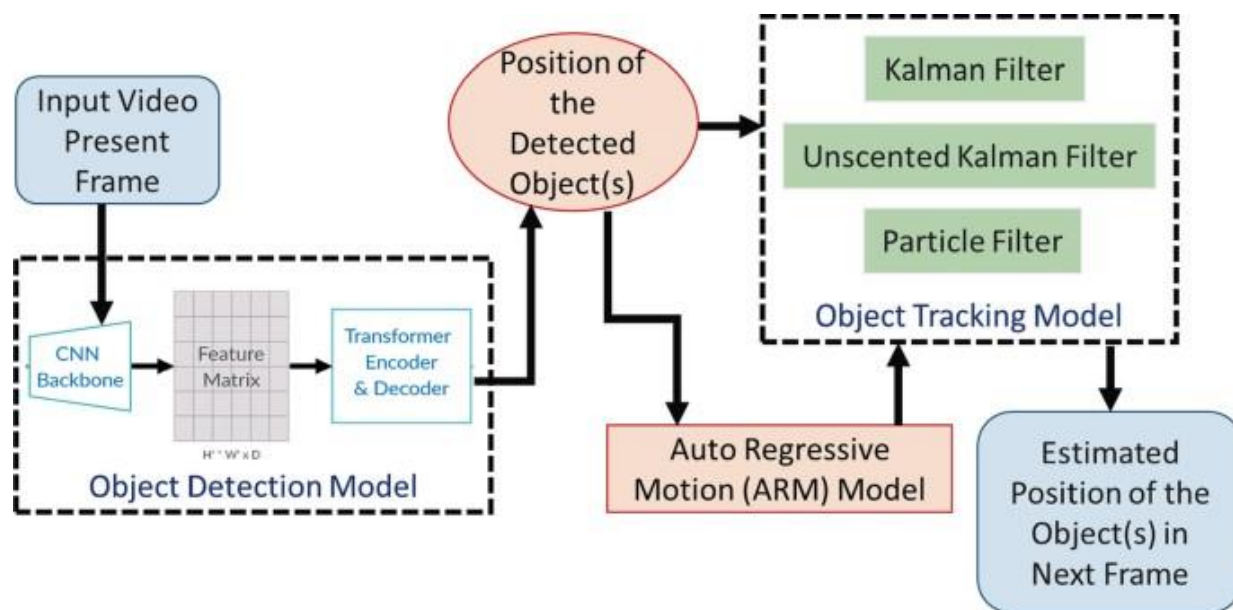 Input Video
Present
Frame
CNN
Backbone
Feature
Matrix
H' * W' x D
Transformer
Encoder
& Decoder
Object Detection Model
Position of
the
Detected
Object(s)
Auto Regressive
Motion (ARM) Model
Kalman Filter
Unscented Kalman Filter
Particle Filter
Object Tracking Model
Estimated
Position of the
Object(s) in
Next Frame